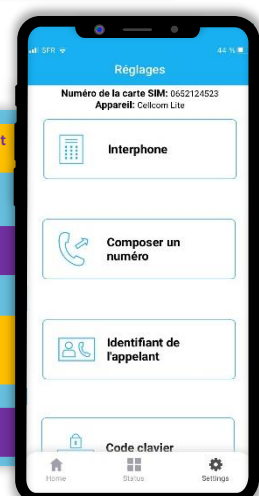 SFR 44 %
Réglages
Numéro de la carte SIM: 0652124523
Appareil: Cellcom Lite
Interphone
Composer un
numéro
Identifiant de
l'appelant
Code clavier
Home Status Settings
t